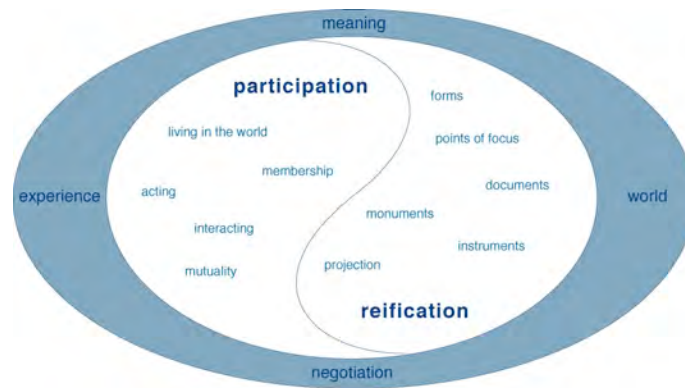 meaning
participation
forms
living in the world
points of focus
membership
documents
experience
acting
world
monuments
interacting
instruments
projection
mutuality
reification
negotiation